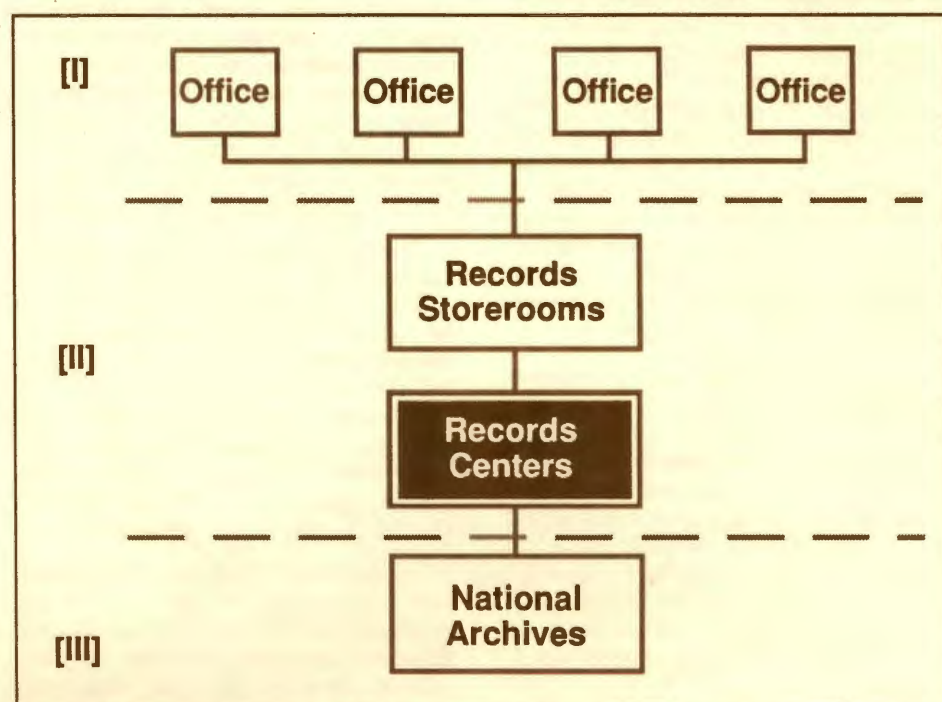 [I]
Office Office Office Office
Records
Storerooms
[II]
Records
Centers
National
Archives
[III]